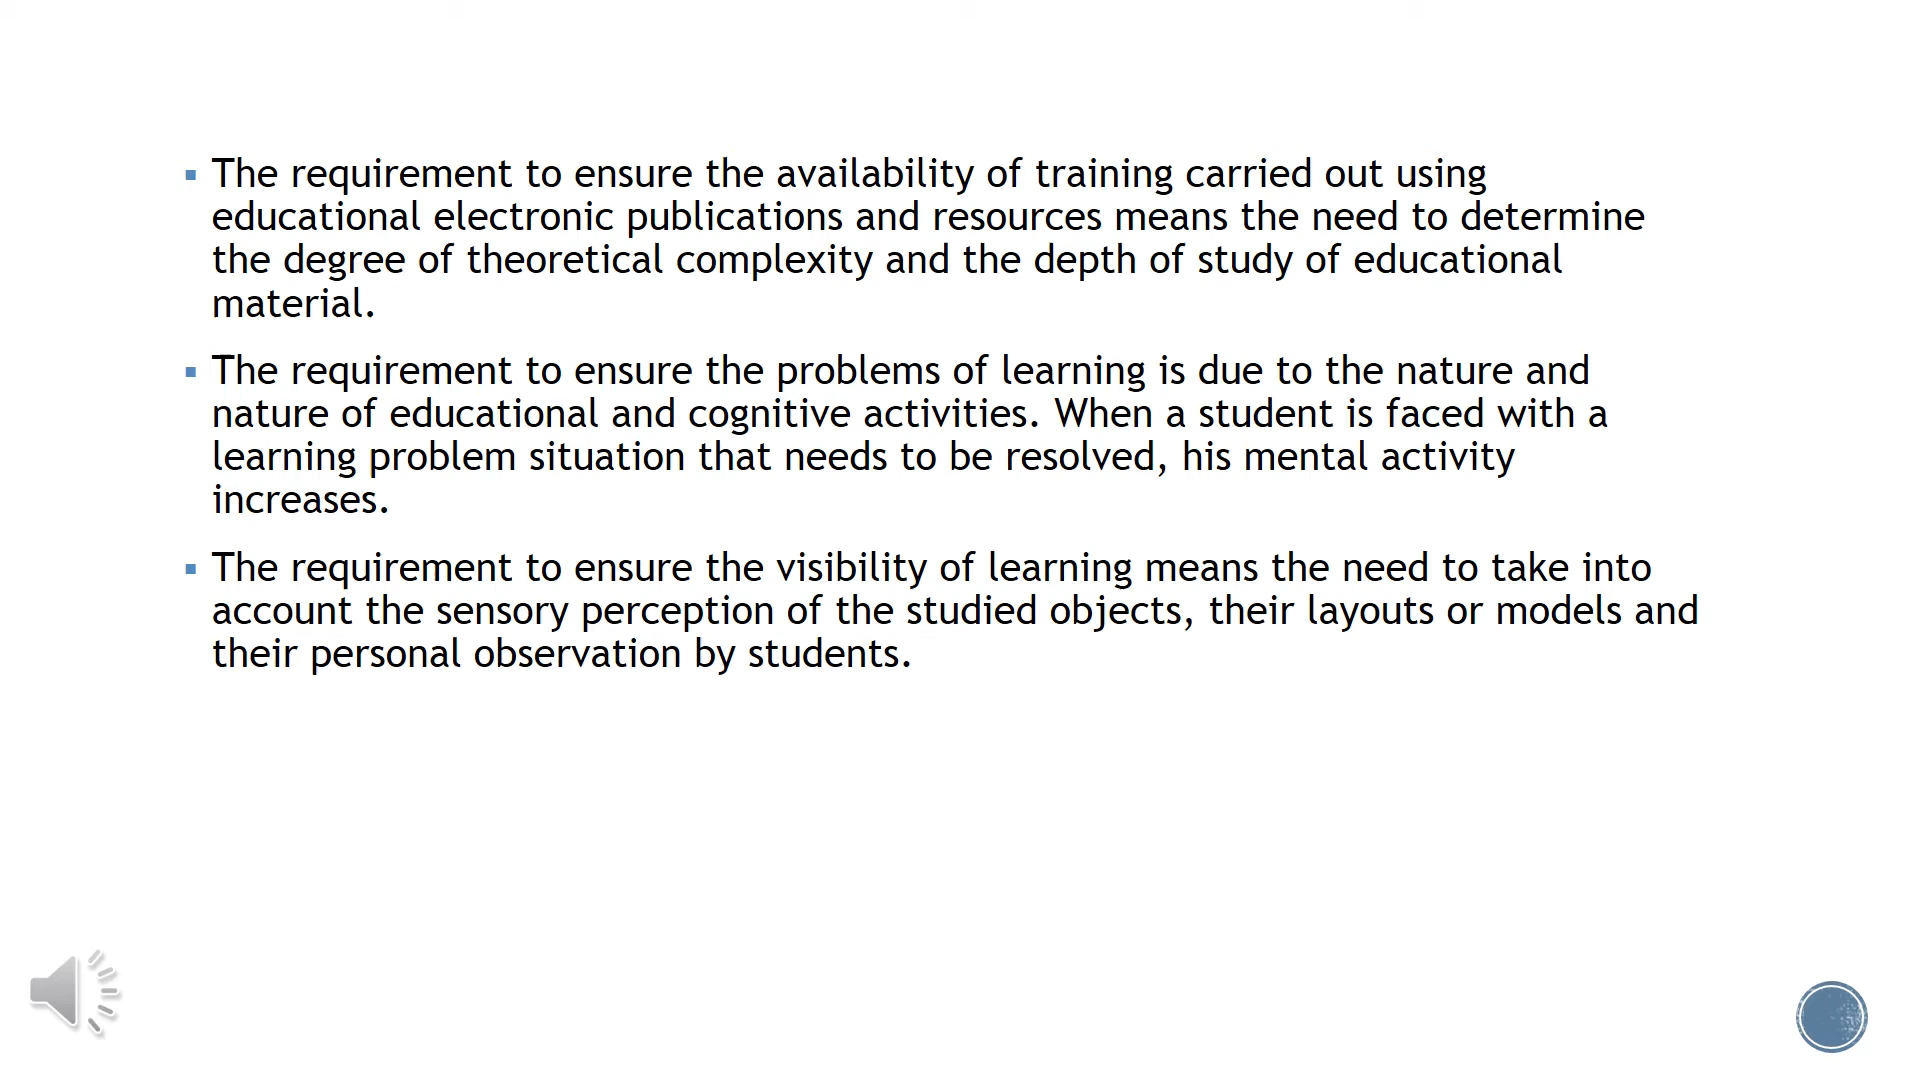 The requirement to ensure the availability of training carried out using
educational electronic publications and resources means the need to determine
the degree of theoretical complexity and the depth of study of educational
material.
The requirement to ensure the problems of learning is due to the nature and
nature of educational and cognitive activities. When a student is faced with a
learning problem situation that needs to be resolved, his mental activity
increases.
The requirement to ensure the visibility of learning means the need to take into
account the sensory perception of the studied objects, their layouts or models and
their personal observation by students.